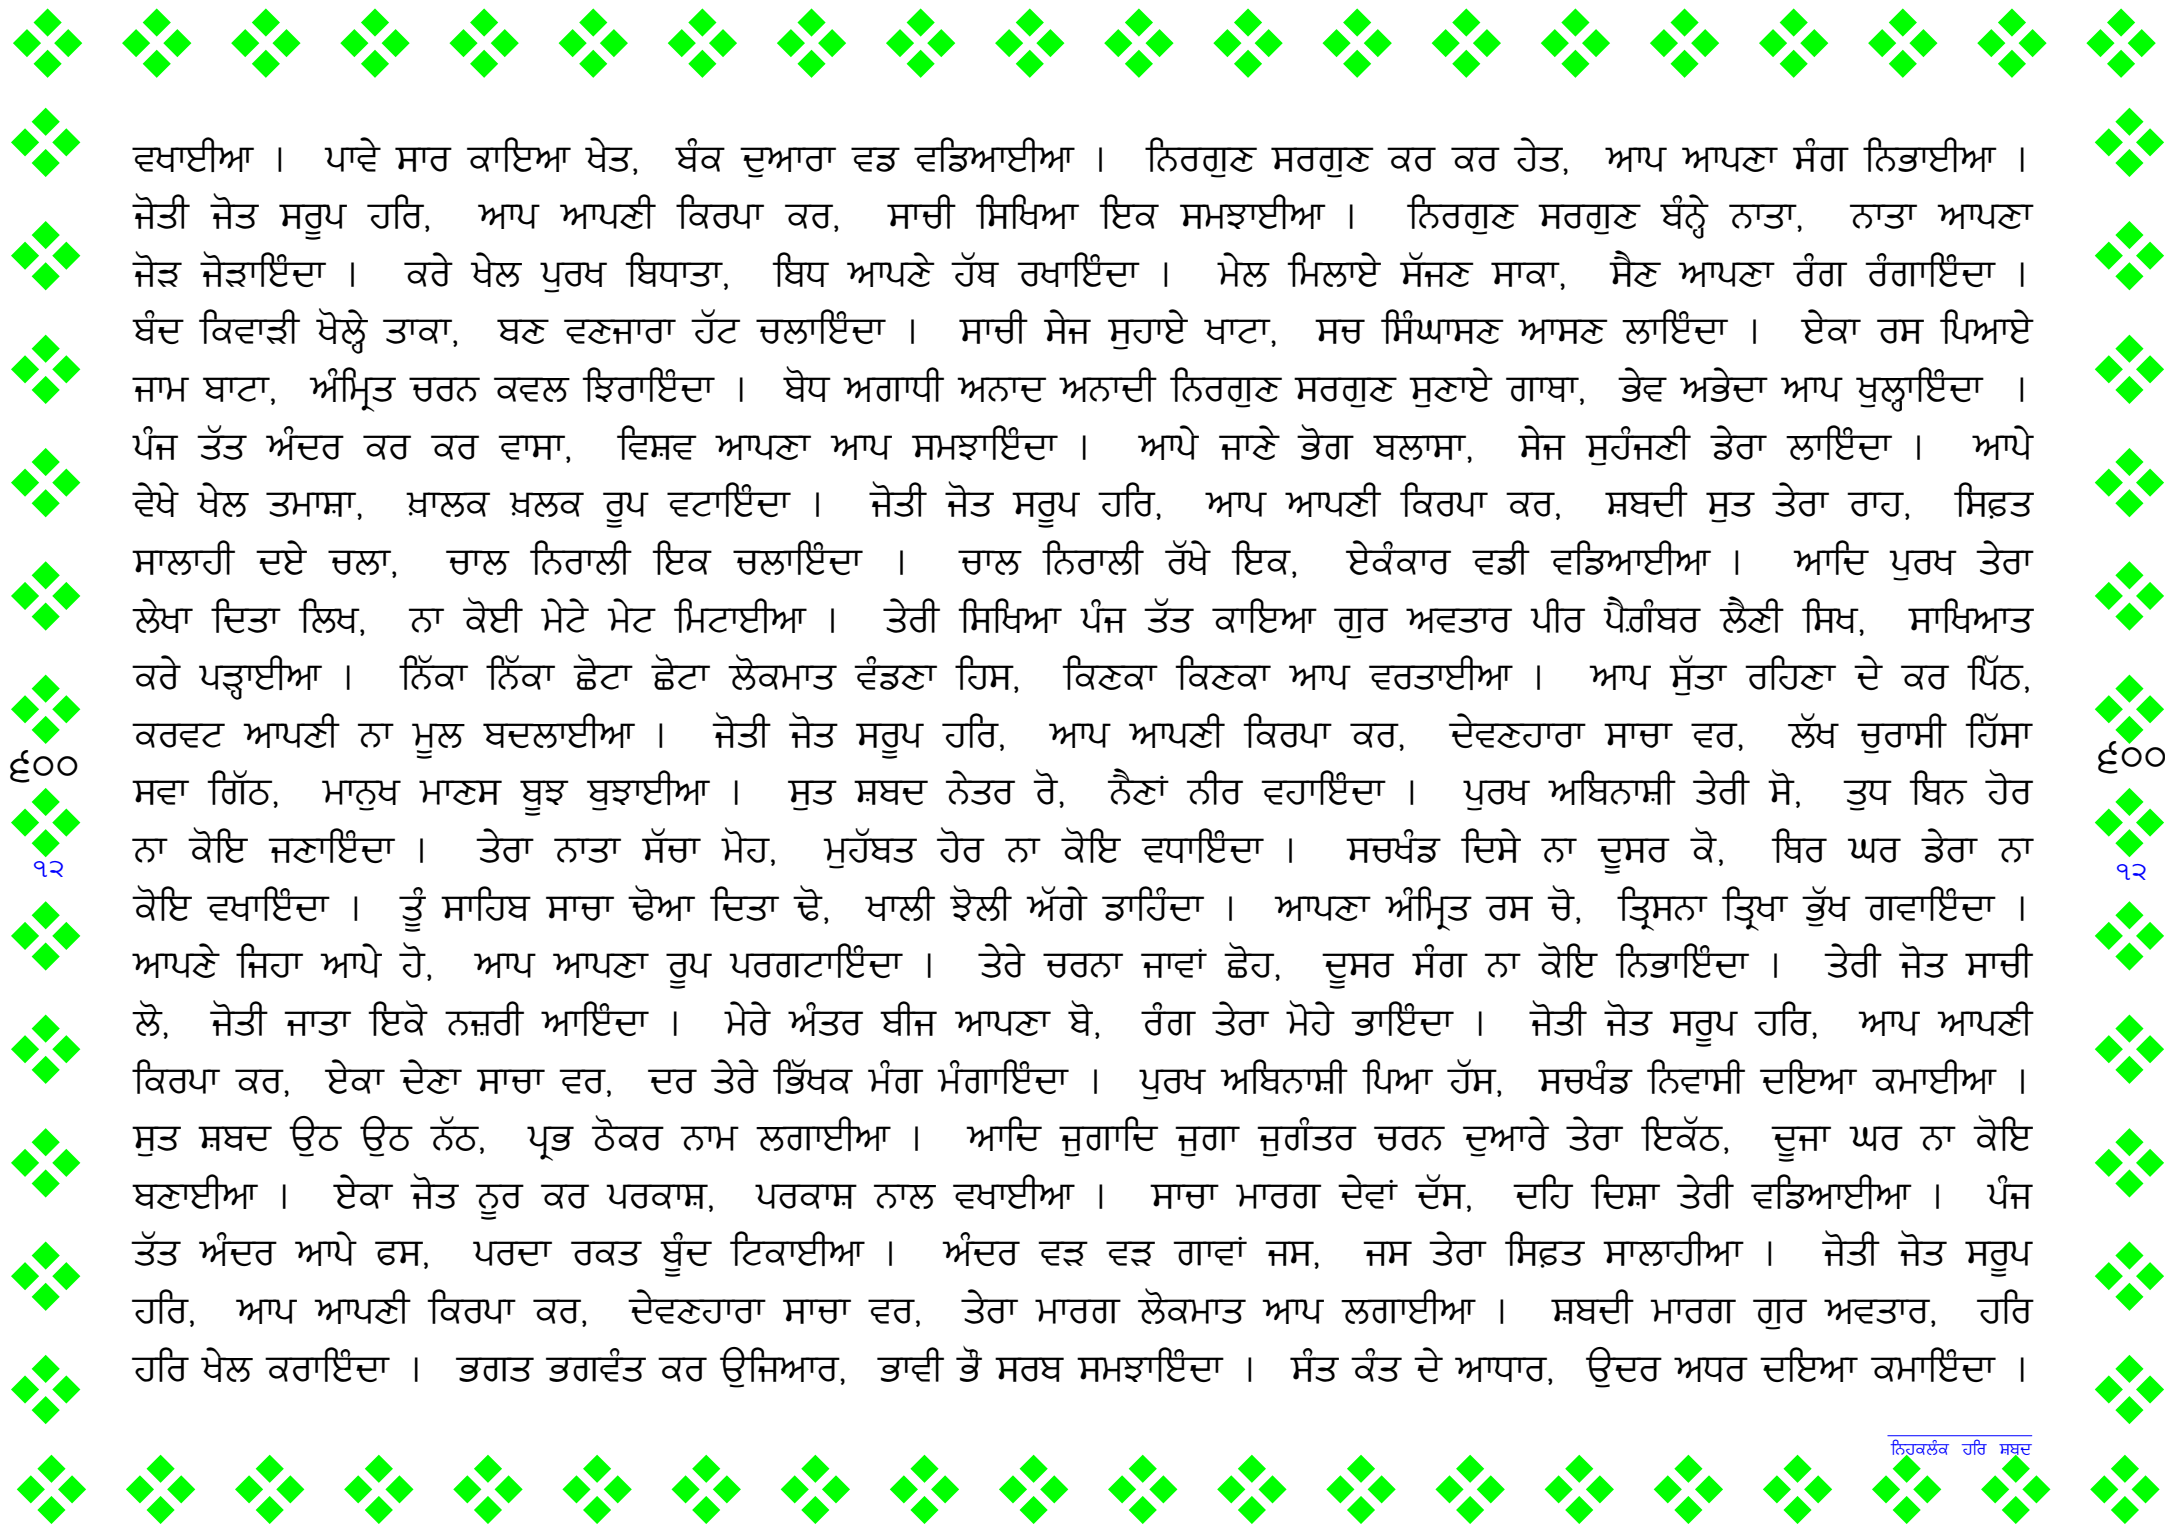 ਵਖਾਈਆ । ਪਾਵੇ ਸਾਰ ਕਾਇਆ ਖੇਤ, ਬੰਕ ਦੁਆਰਾ ਵਡ ਵਡਿਆਈਆ । ਨਿਰਗੁਣ ਸਰਗੁਣ ਕਰ ਕਰ ਹੇਤ, ਆਪ ਆਪਣਾ ਸੰਗ ਨਿਭਾਈਆ ।
ਜੋਤੀ ਜੋਤ ਸਰੂਪ ਹਰਿ, ਆਪ ਆਪਣੀ ਕਿਰਪਾ ਕਰ, ਸਾਚੀ ਸਿਖਿਆ ਇਕ ਸਮਝਾਈਆ । ਨਿਰਗੁਣ ਸਰਗੁਣ ਬੰਨ੍ਹੇ ਨਾਤਾ, ਨਾਤਾ ਆਪਣਾ
ਜੋੜ ਜੋੜਾਇੰਦਾ । ਕਰੇ ਖੇਲ ਪੁਰਖ ਬਿਧਾਤਾ, ਬਿਧ ਆਪਣੇ ਹੱਥ ਰਖਾਇੰਦਾ । ਮੇਲ ਮਿਲਾਏ ਸੱਜਣ ਸਾਕਾ, ਸੈਣ ਆਪਣਾ ਰੰਗ ਰੰਗਾਇੰਦਾ ।
ਬੰਦ ਕਿਵਾੜੀ ਖੋਲ੍ਹੇ ਤਾਕਾ, ਬਣ ਵਣਜਾਰਾ ਹੱਟ ਚਲਾਇੰਦਾ । ਸਾਚੀ ਸੇਜ ਸੁਹਾਏ ਖਾਟਾ, ਸਚ ਸਿੰਘਾਸਣ ਆਸਣ ਲਾਇੰਦਾ । ਏਕਾ ਰਸ ਪਿਆਏ
ਜਾਮ ਬਾਟਾ, ਅੰਮ੍ਰਿਤ ਚਰਨ ਕਵਲ ਝਿਰਾਇੰਦਾ । ਬੋਧ ਅਗਾਧੀ ਅਨਾਦ ਅਨਾਦੀ ਨਿਰਗੁਣ ਸਰਗੁਣ ਸੁਣਾਏ ਗਾਥਾ, ਭੇਵ ਅਭੇਦਾ ਆਪ ਖੁਲ੍ਹਾਇੰਦਾ ।
ਪੰਜ ਤੱਤ ਅੰਦਰ ਕਰ ਕਰ ਵਾਸਾ, ਵਿਸ਼ਵ ਆਪਣਾ ਆਪ ਸਮਝਾਇੰਦਾ । ਆਪੇ ਜਾਣੇ ਭੋਗ ਬਲਾਸਾ, ਸੇਜ ਸੁਹੰਜਣੀ ਡੇਰਾ ਲਾਇੰਦਾ । ਆਪੇ
ਵੇਖੇ ਖੇਲ ਤਮਾਸ਼ਾ, ਖ਼ਾਲਕ ਖ਼ਲਕ ਰੂਪ ਵਟਾਇੰਦਾ । ਜੋਤੀ ਜੋਤ ਸਰੂਪ ਹਰਿ, ਆਪ ਆਪਣੀ ਕਿਰਪਾ ਕਰ, ਸ਼ਬਦੀ ਸੁਤ ਤੇਰਾ ਰਾਹ, ਸਿਫ਼ਤ
ਸਾਲਾਹੀ ਦਏ ਚਲਾ, ਚਾਲ ਨਿਰਾਲੀ ਇਕ ਚਲਾਇੰਦਾ । ਚਾਲ ਨਿਰਾਲੀ ਰੱਖੇ ਇਕ, ਏਕੰਕਾਰ ਵਡੀ ਵਡਿਆਈਆ । ਆਦਿ ਪੁਰਖ ਤੇਰਾ
ਲੇਖਾ ਦਿਤਾ ਲਿਖ, ਨਾ ਕੋਈ ਮੇਟੇ ਮੇਟ ਮਿਟਾਈਆ । ਤੇਰੀ ਸਿਖਿਆ ਪੰਜ ਤੱਤ ਕਾਇਆ ਗੁਰ ਅਵਤਾਰ ਪੀਰ ਪੈਗ਼ੰਬਰ ਲੈਣੀ ਸਿਖ, ਸਾਖਿਆਤ
ਕਰੇ ਪੜ੍ਹਾਈਆ । ਨਿੱਕਾ ਨਿੱਕਾ ਛੋਟਾ ਛੋਟਾ ਲੋਕਮਾਤ ਵੰਡਣਾ ਹਿਸ, ਕਿਣਕਾ ਕਿਣਕਾ ਆਪ ਵਰਤਾਈਆ । ਆਪ ਸੁੱਤਾ ਰਹਿਣਾ ਦੇ ਕਰ ਪਿੱਠ,
ਕਰਵਟ ਆਪਣੀ ਨਾ ਮੂਲ ਬਦਲਾਈਆ । ਜੋਤੀ ਜੋਤ ਸਰੂਪ ਹਰਿ, ਆਪ ਆਪਣੀ ਕਿਰਪਾ ਕਰ, ਦੇਵਣਹਾਰਾ ਸਾਚਾ ਵਰ, ਲੱਖ ਚੁਰਾਸੀ ਹਿੱਸਾ
੬੦੦ ੬੦੦
ਸਵਾ ਗਿੱਠ, ਮਾਨੁਖ ਮਾਣਸ ਬੂਝ ਬੁਝਾਈਆ । ਸੁਤ ਸ਼ਬਦ ਨੇਤਰ ਰੋ, ਨੈਣਾਂ ਨੀਰ ਵਹਾਇੰਦਾ । ਪੁਰਖ ਅਬਿਨਾਸ਼ੀ ਤੇਰੀ ਸੋ, ਤੁਧ ਬਿਨ ਹੋਰ
ਨਾ ਕੋਇ ਜਣਾਇੰਦਾ । ਤੇਰਾ ਨਾਤਾ ਸੱਚਾ ਮੋਹ, ਮੁਹੱਬਤ ਹੋਰ ਨਾ ਕੋਇ ਵਧਾਇੰਦਾ । ਸਚਖੰਡ ਦਿਸੇ ਨਾ ਦੂਸਰ ਕੋ, ਥਿਰ ਘਰ ਡੇਰਾ ਨਾ
੧੨ ੧੨
ਕੋਇ ਵਖਾਇੰਦਾ । ਤੂੰ ਸਾਹਿਬ ਸਾਚਾ ਢੋਆ ਦਿਤਾ ਢੋ, ਖਾਲੀ ਝੋਲੀ ਅੱਗੇ ਡਾਹਿੰਦਾ । ਆਪਣਾ ਅੰਮ੍ਰਿਤ ਰਸ ਚੋ, ਤ੍ਰਿਸਨਾ ਤ੍ਰਿਖਾ ਭੁੱਖ ਗਵਾਇੰਦਾ ।
ਆਪਣੇ ਜਿਹਾ ਆਪੇ ਹੋ, ਆਪ ਆਪਣਾ ਰੂਪ ਪਰਗਟਾਇੰਦਾ । ਤੇਰੇ ਚਰਨਾ ਜਾਵਾਂ ਛੋਹ, ਦੂਸਰ ਸੰਗ ਨਾ ਕੋਇ ਨਿਭਾਇੰਦਾ । ਤੇਰੀ ਜੋਤ ਸਾਚੀ
ਲੋ, ਜੋਤੀ ਜਾਤਾ ਇਕੋ ਨਜ਼ਰੀ ਆਇੰਦਾ । ਮੇਰੇ ਅੰਤਰ ਬੀਜ ਆਪਣਾ ਬੋ, ਰੰਗ ਤੇਰਾ ਮੋਹੇ ਭਾਇੰਦਾ । ਜੋਤੀ ਜੋਤ ਸਰੂਪ ਹਰਿ, ਆਪ ਆਪਣੀ
ਕਿਰਪਾ ਕਰ, ਏਕਾ ਦੇਣਾ ਸਾਚਾ ਵਰ, ਦਰ ਤੇਰੇ ਭਿੱਖਕ ਮੰਗ ਮੰਗਾਇੰਦਾ । ਪੁਰਖ ਅਬਿਨਾਸ਼ੀ ਪਿਆ ਹੱਸ, ਸਚਖੰਡ ਨਿਵਾਸੀ ਦਇਆ ਕਮਾਈਆ ।
ਸੁਤ ਸ਼ਬਦ ਉਠ ਉਠ ਨੱਠ, ਪ੍ਰਭ ਠੋਕਰ ਨਾਮ ਲਗਾਈਆ । ਆਦਿ ਜੁਗਾਦਿ ਜੁਗਾ ਜੁਗੰਤਰ ਚਰਨ ਦੁਆਰੇ ਤੇਰਾ ਇਕੱਠ, ਦੂਜਾ ਘਰ ਨਾ ਕੋਇ
ਬਣਾਈਆ । ਏਕਾ ਜੋਤ ਨੂਰ ਕਰ ਪਰਕਾਸ਼, ਪਰਕਾਸ਼ ਨਾਲ ਵਖਾਈਆ । ਸਾਚਾ ਮਾਰਗ ਦੇਵਾਂ ਦੱਸ, ਦਹਿ ਦਿਸ਼ਾ ਤੇਰੀ ਵਡਿਆਈਆ । ਪੰਜ
ਤੱਤ ਅੰਦਰ ਆਪੇ ਫਸ, ਪਰਦਾ ਰਕਤ ਬੂੰਦ ਟਿਕਾਈਆ । ਅੰਦਰ ਵੜ ਵੜ ਗਾਵਾਂ ਜਸ, ਜਸ ਤੇਰਾ ਸਿਫ਼ਤ ਸਾਲਾਹੀਆ । ਜੋਤੀ ਜੋਤ ਸਰੂਪ
ਹਰਿ, ਆਪ ਆਪਣੀ ਕਿਰਪਾ ਕਰ, ਦੇਵਣਹਾਰਾ ਸਾਚਾ ਵਰ, ਤੇਰਾ ਮਾਰਗ ਲੋਕਮਾਤ ਆਪ ਲਗਾਈਆ । ਸ਼ਬਦੀ ਮਾਰਗ ਗੁਰ ਅਵਤਾਰ, ਹਰਿ
ਹਰਿ ਖੇਲ ਕਰਾਇੰਦਾ । ਭਗਤ ਭਗਵੰਤ ਕਰ ਉਜਿਆਰ, ਭਾਵੀ ਭੌ ਸਰਬ ਸਮਝਾਇੰਦਾ । ਸੰਤ ਕੰਤ ਦੇ ਆਧਾਰ, ਉਦਰ ਅਧਰ ਦਇਆ ਕਮਾਇੰਦਾ ।
ਨਿਹਕਲੰਕ ਹਰਿ ਸ਼ਬਦ